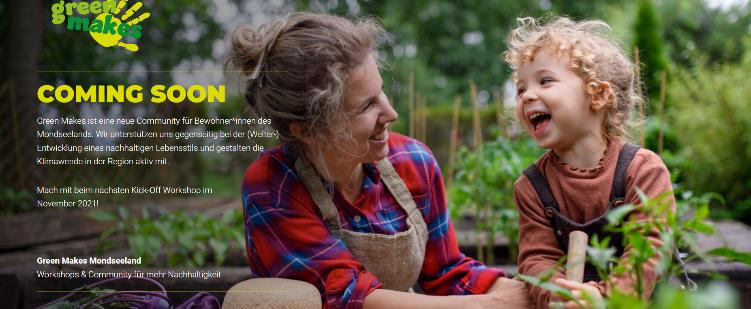 green
makes
COMING SOON
Green Makes ist eine neue Community für Bewohner*innen des
Mondseelands. Wir unterstützen uns gegenseitig bei der (Weiter-)
Entwicklung eines nachhaltigen Lebensstils und gestalten die
Klimawende in der Region aktiv mit.
Mach mit beim nächsten Kick-Off Workshop im
November 2021!
Green Makes Mondseeland
Workshops & Community für mehr Nachhaltigkeit